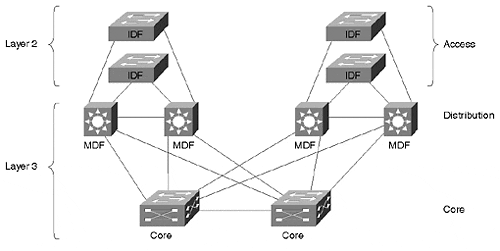 IDF
IDF
Layer 2
Access
IDF
IDF
Distribution
MDF
MDF
MDF
MDF
Layer 3
Core
Core
Core